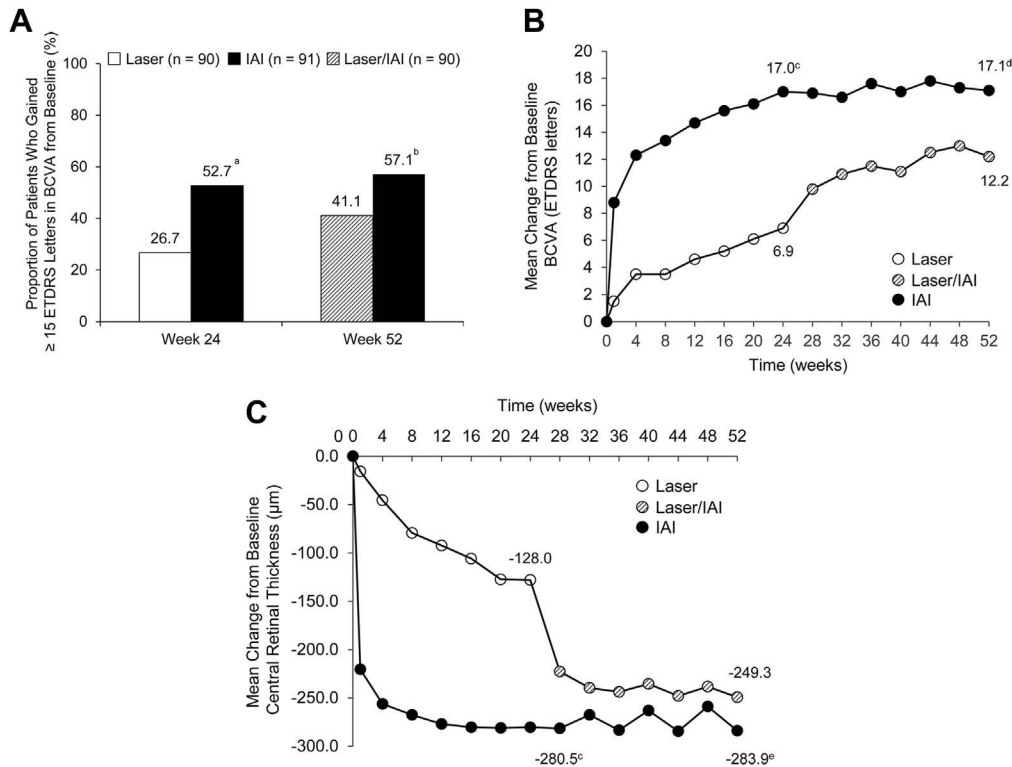 A
Proportion of Patients Who Gained
≥ 15 ETDRS Letters in BCVA from Baseline (%)
Laser (n = 90) IAI (n = 91) Laser/IAI (n = 90)
100
80
60
40
20
0
26.7
52.7a
41.1
57.1b
Week 24 Week 52
B
Mean Change from Baseline
BCVA (ETDRS letters)
20
18
16
14
12
10
8
6
4
2
0
17.0c
17.1d
6.9
12.2
Laser
Laser/IAI
IAI
0 4 8 12 16 20 24 28 32 36 40 44 48 52
Time (weeks)
C
Time (weeks)
0 0 4 8 12 16 20 24 28 32 36 40 44 48 52
Mean Change from Baseline
Central Retinal Thickness (µm)
0.0
-50.0
-100.0
-150.0
-200.0
-250.0
-300.0
Laser
Laser/IAI
IAI
-128.0
-249.3
-280.5c
-283.9e